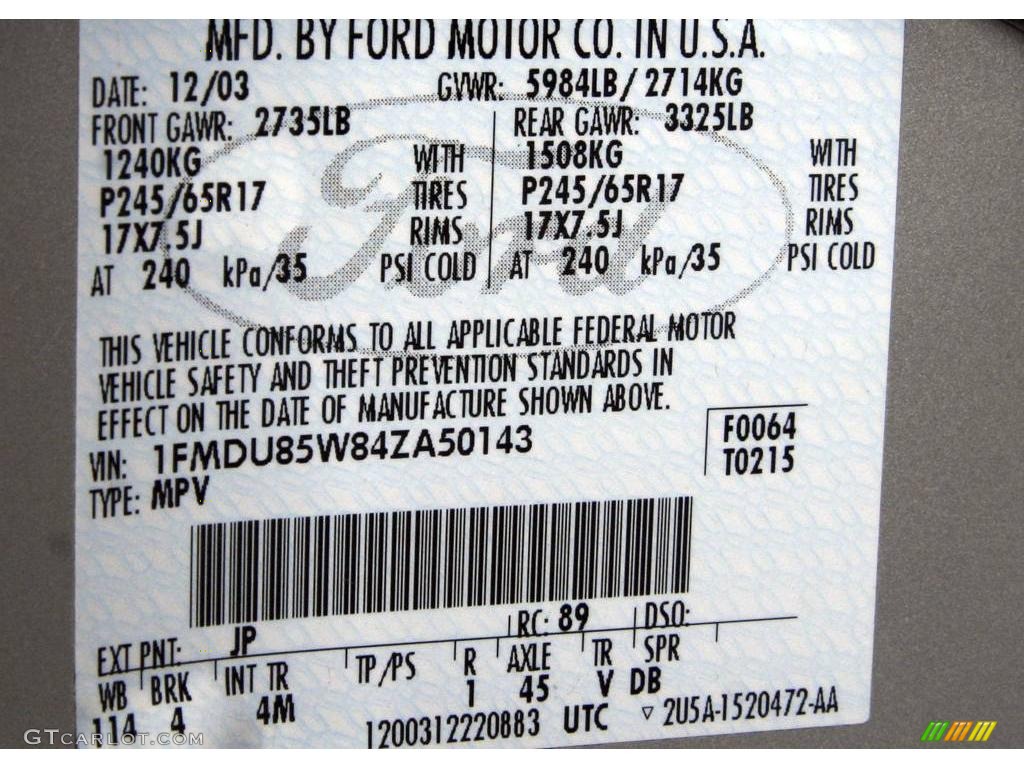 MFD. BY FORD MOTOR CO. IN U.S.A.
DATE: 12/03 GVWR: 5984LB/2714KG
FRONT GAWR: 2735LB REAR GAWR: 3325LB
1240KG WITH 1508KG WITH
P245/65R17 TIRES P245/65R17 TIRES
17X7.5J RIMS 17X7.5J RIMS
AT 240 kPa/35 PSI COLD AT 240 kPa/35 PSI COLD
Ford
THIS VEHICLE CONFORMS TO ALL APPLICABLE FEDERAL MOTOR
VEHICLE SAFETY AND THEFT PREVENTION STANDARDS IN
EFFECT ON THE DATE OF MANUFACTURE SHOWN ABOVE.
VIN: 1FMDU85W84ZA50143 F0064
TYPE: MPV T0215
EXT PNT: JP RC: 89 DSO:
WB BRK INT TR TP/PS R AXLE TR SPR
114 4 4M 1 45 V DB
1200312220883 UTC ▽ 2U5A-1520472-AA
GTCARLOT.COM